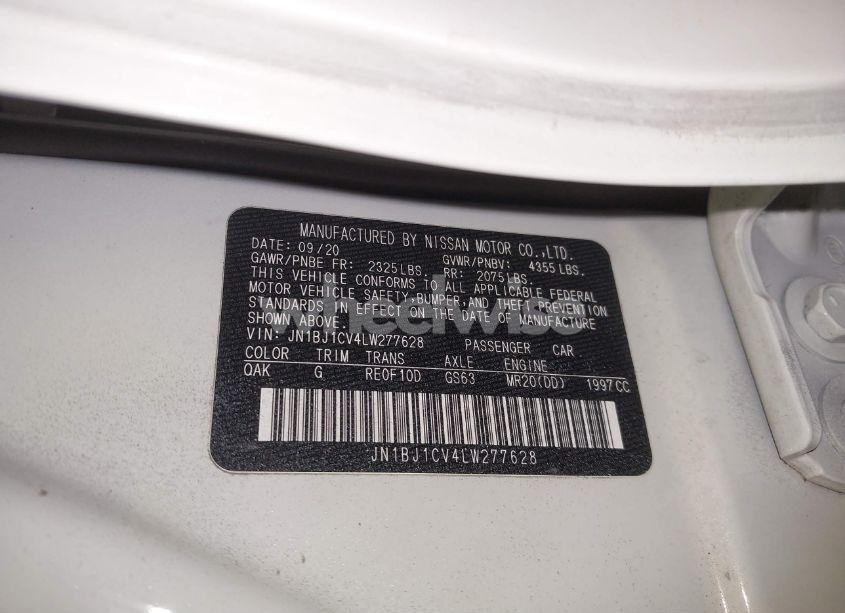 MANUFACTURED BY NISSAN MOTOR CO.,LTD.
DATE: 09/20 GVWR/PNBV: 4355 LBS.
GAWR/PNBE FR: 2325LBS. RR: 2075LBS.
THIS VEHICLE CONFORMS TO ALL APPLICABLE FEDERAL
MOTOR VEHICLE SAFETY,BUMPER,AND THEFT PREVENTION
STANDARDS IN EFFECT ON THE DATE OF MANUFACTURE
SHOWN ABOVE.
VIN: JN1BJ1CV4LW277628 PASSENGER CAR
COLOR TRIM TRANS AXLE ENGINE
QAK G RE0F10D GS63 MR20(DD) 1997CC
JN1BJ1CV4LW277628
wheelwise